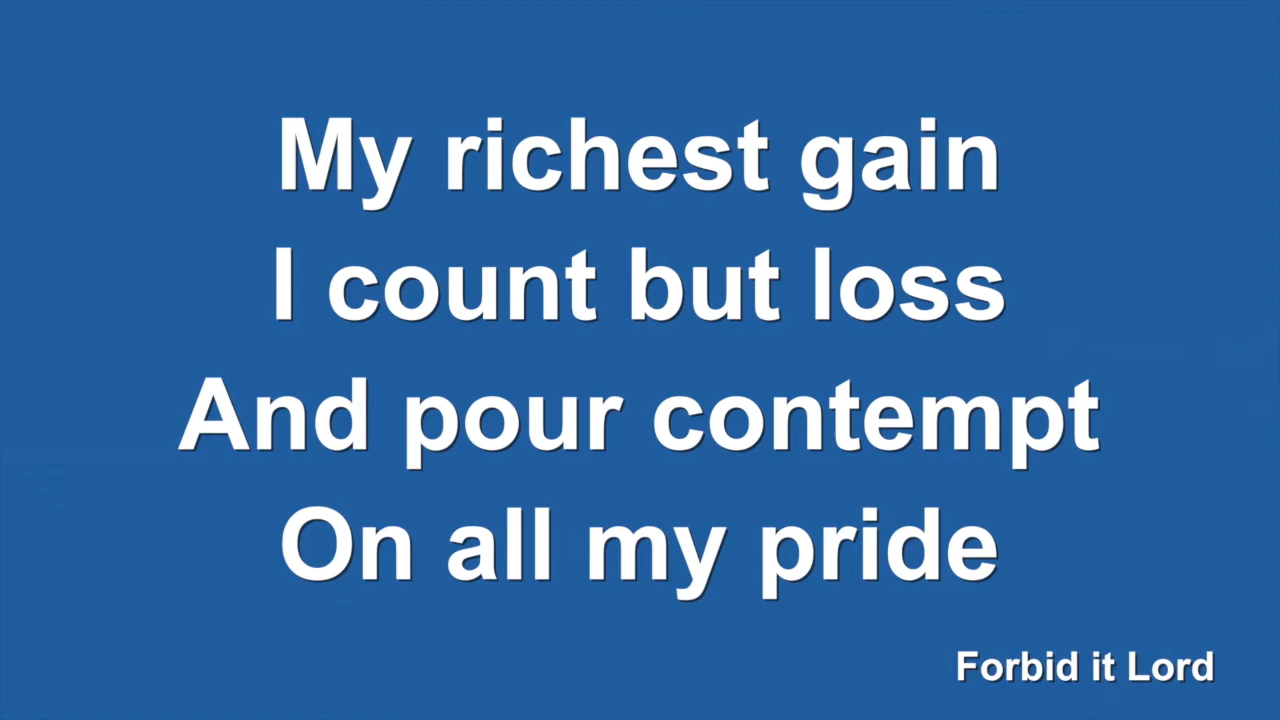 My richest gain
I count but loss
And pour contempt
On all my pride
Forbid it Lord